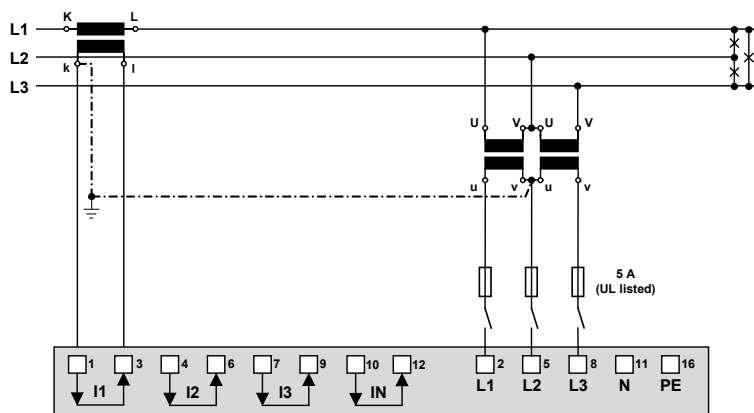 L1 K L
L2
k l
L3
U V U V
u v u v
5 A
(UL listed)
1 3 4 6 7 9 10 12 2 5 8 11 16
I1 I2 I3 IN L1 L2 L3 N PE